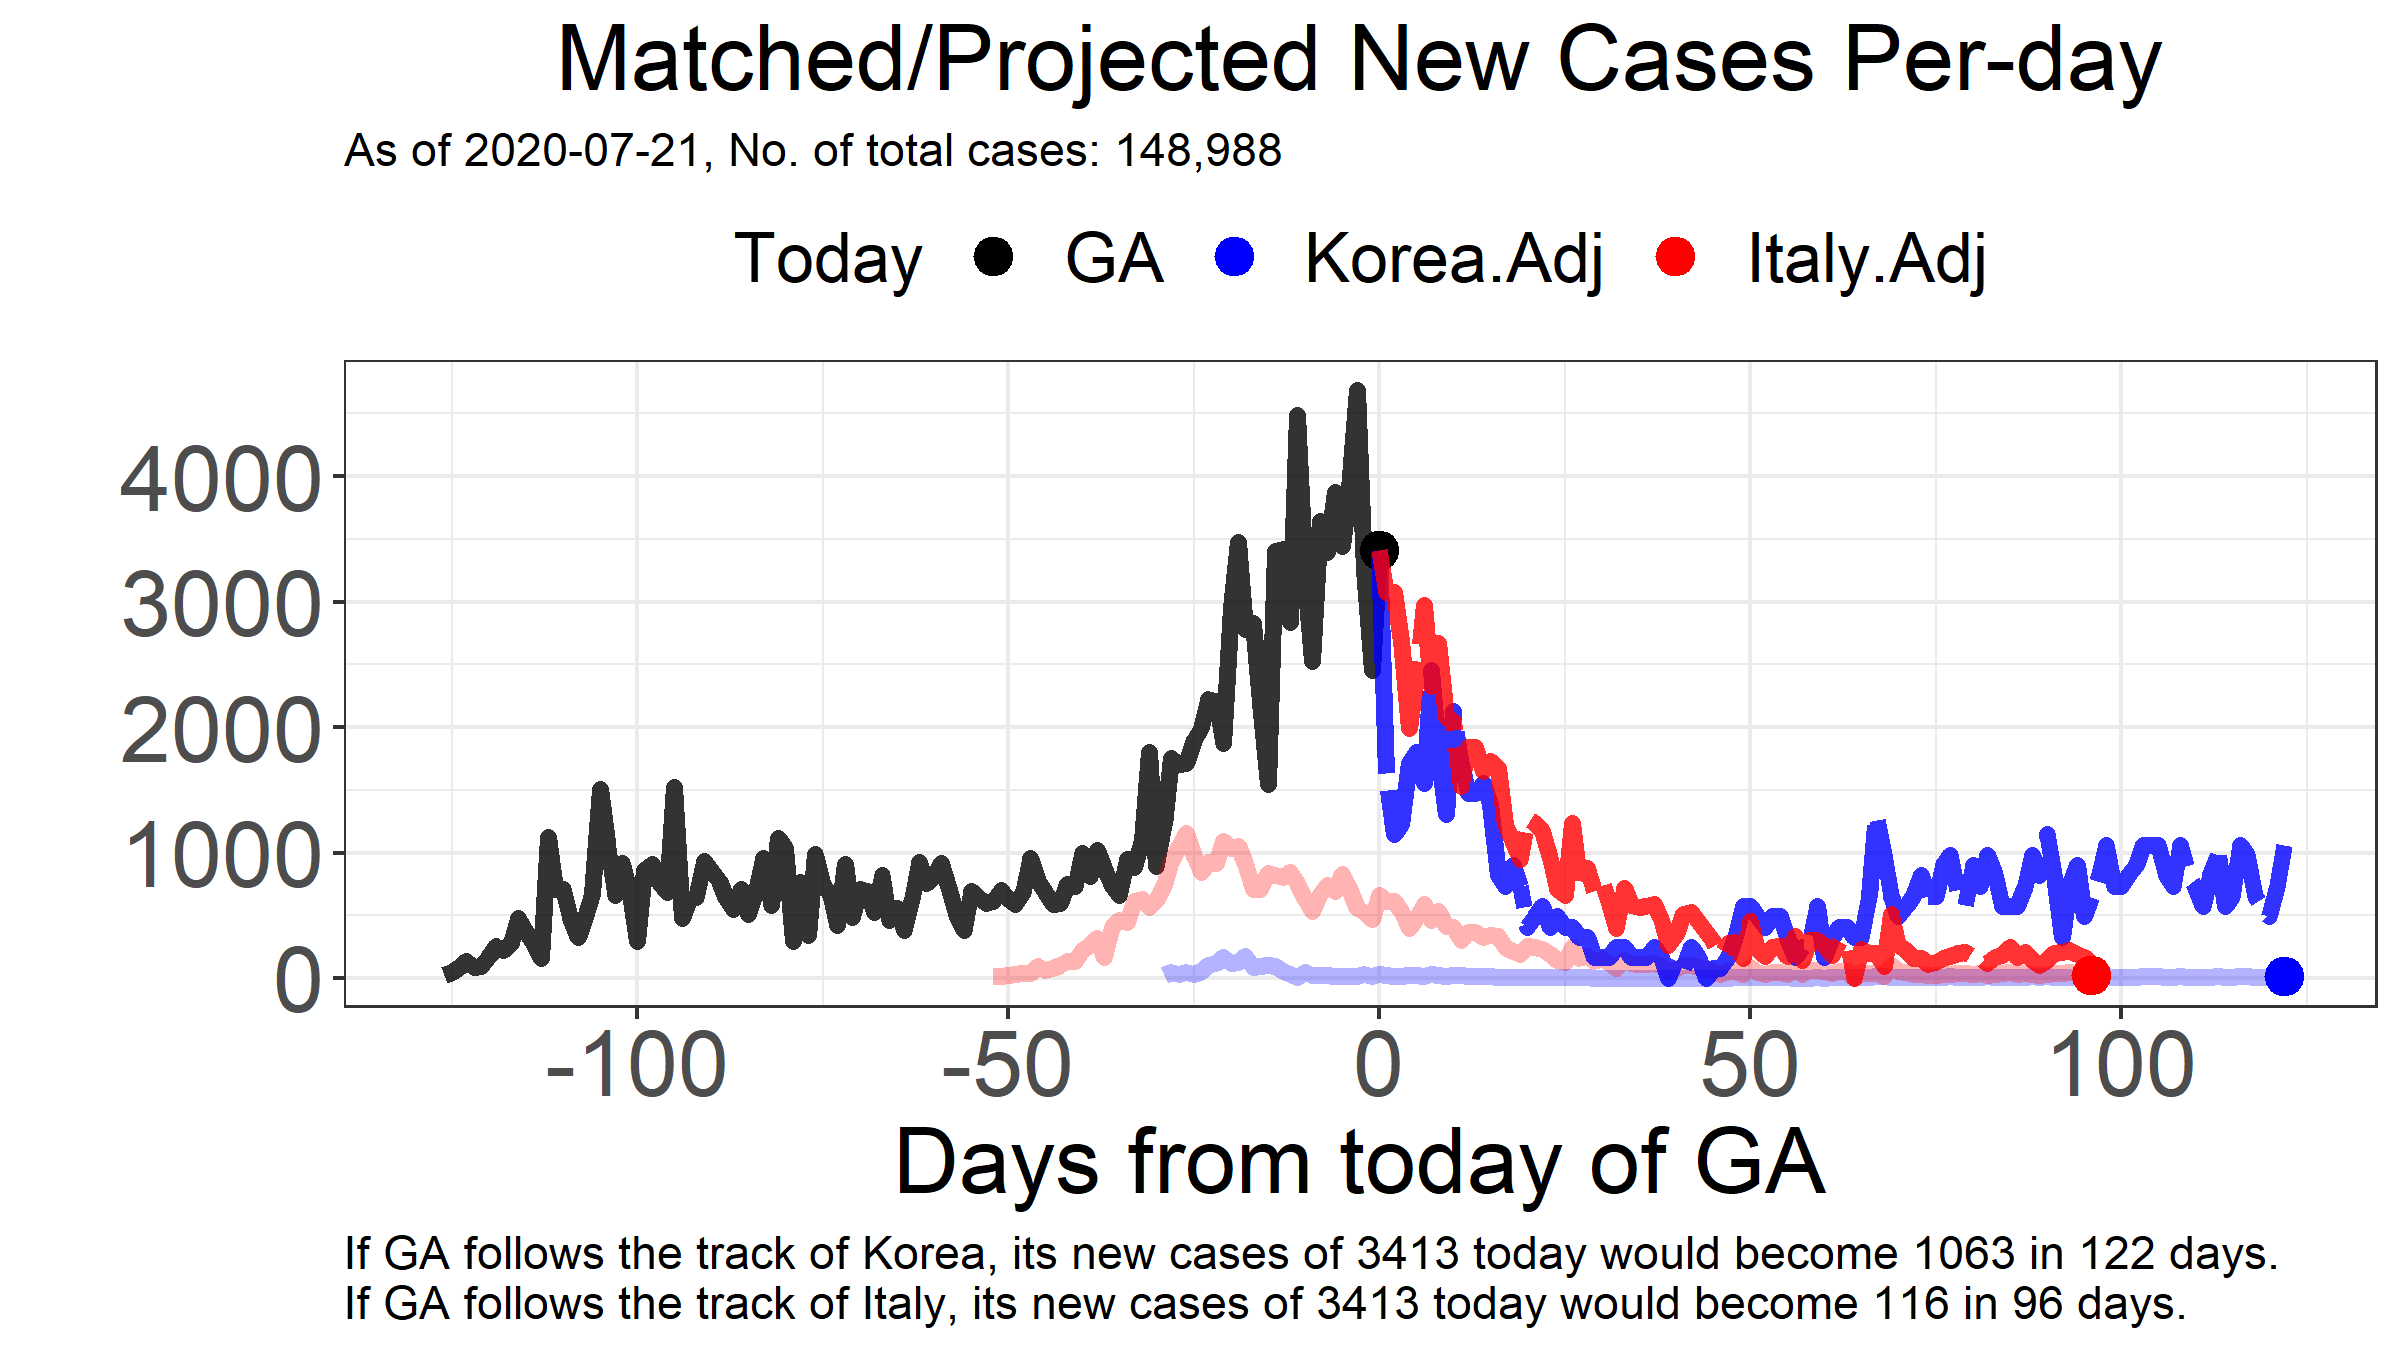 Matched/Projected New Cases Per-day
As of 2020-07-21, No. of total cases: 148,988
Today GA Korea.Adj Italy.Adj
4000
3000
2000
1000
0
-100 -50 0 50 100
Days from today of GA
If GA follows the track of Korea, its new cases of 3413 today would become 1063 in 122 days.
If GA follows the track of Italy, its new cases of 3413 today would become 116 in 96 days.